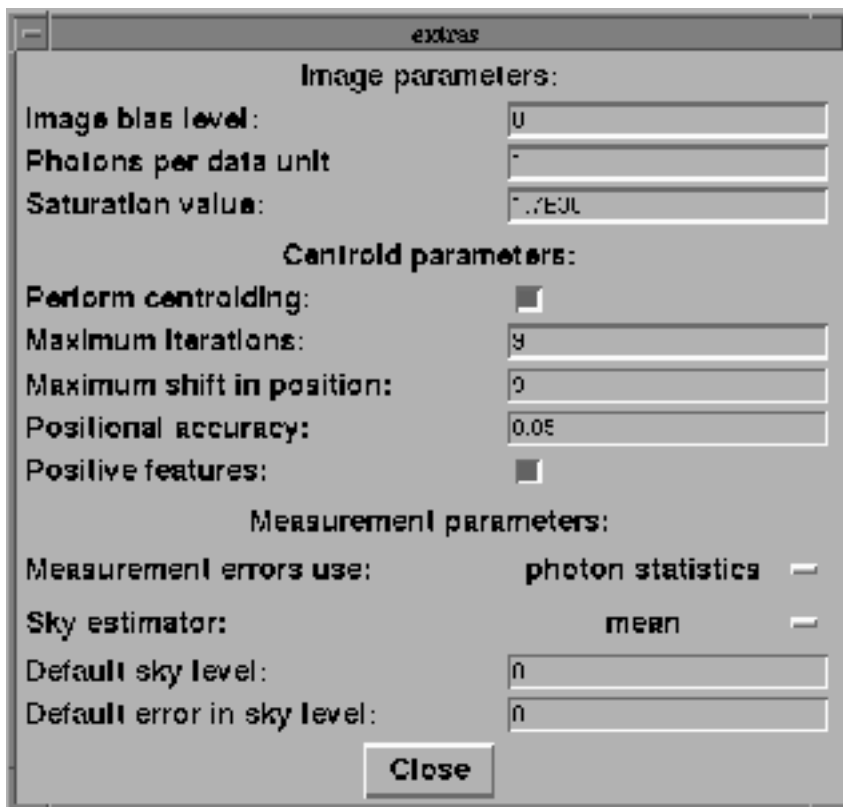 extras
Image parameters:
Image bias level: 0
Photons per data unit 1
Saturation value:
Centroid parameters:
Perform centroiding:
Maximum iterations: 9
Maximum shift in position: 9
Positional accuracy: 0.05
Positive features:
Measurement parameters:
Measurement errors use: photon statistics
Sky estimator: mean
Default sky level: 0
Default error in sky level: 0
Close